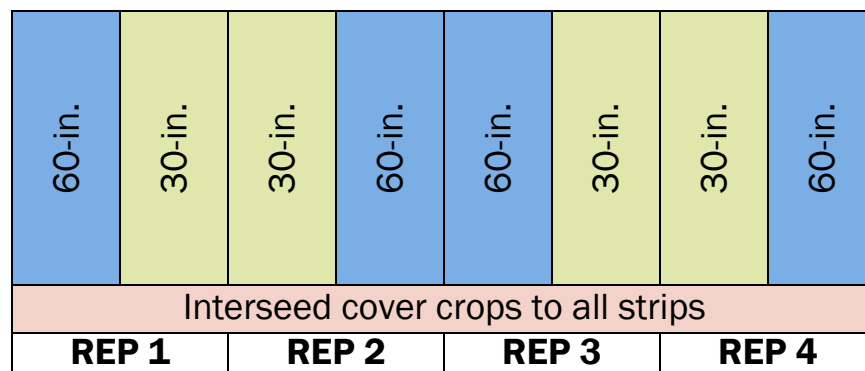 60-in.
30-in.
30-in.
60-in.
60-in.
30-in.
30-in.
60-in.
Interseed cover crops to all strips
REP 1
REP 2
REP 3
REP 4